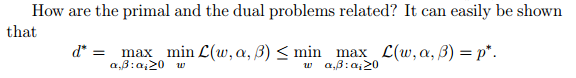 How are the primal and the dual problems related? It can easily be shown
that
d* = max min L(w, α, β) ≤ min max L(w, α, β) = p*.
α,β : αᵢ≥0 w w α,β : αᵢ≥0